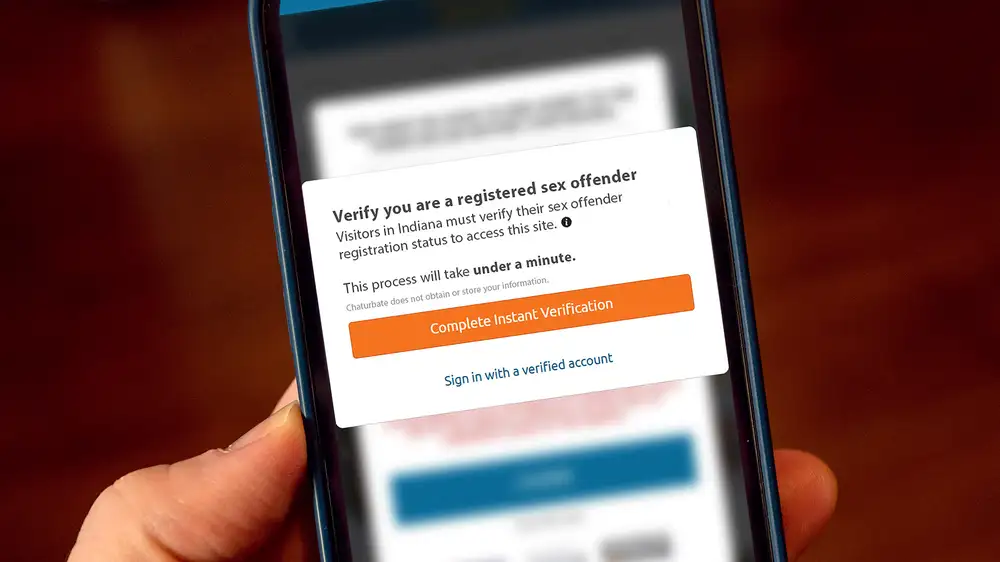 Verify you are a registered sex offender
Visitors in Indiana must verify their sex offender
registration status to access this site.
This process will take under a minute.
Chaturbate does not obtain or store your information.
Complete Instant Verification
Sign in with a verified account